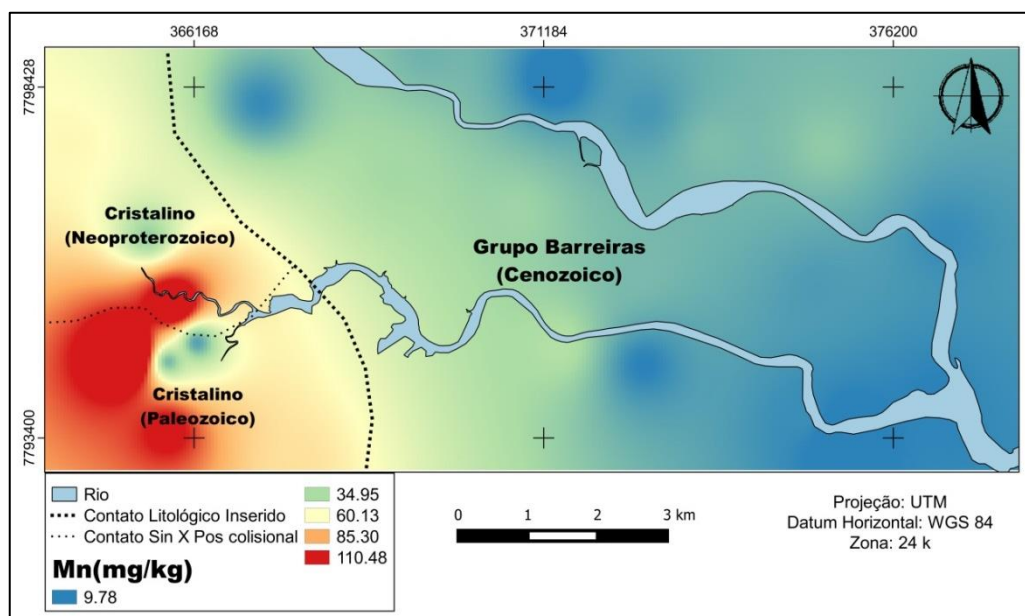 366168
371184
376200
7798428
7793400
Cristalino
(Neoproterozoico)
Grupo Barreiras
(Cenozoico)
Cristalino
(Paleozoico)
Rio
Contato Litológico Inserido
Contato Sin X Pos colisional
Mn(mg/kg)
9.78
34.95
60.13
85.30
110.48
0 1 2 3 km
Projeção: UTM
Datum Horizontal: WGS 84
Zona: 24 k